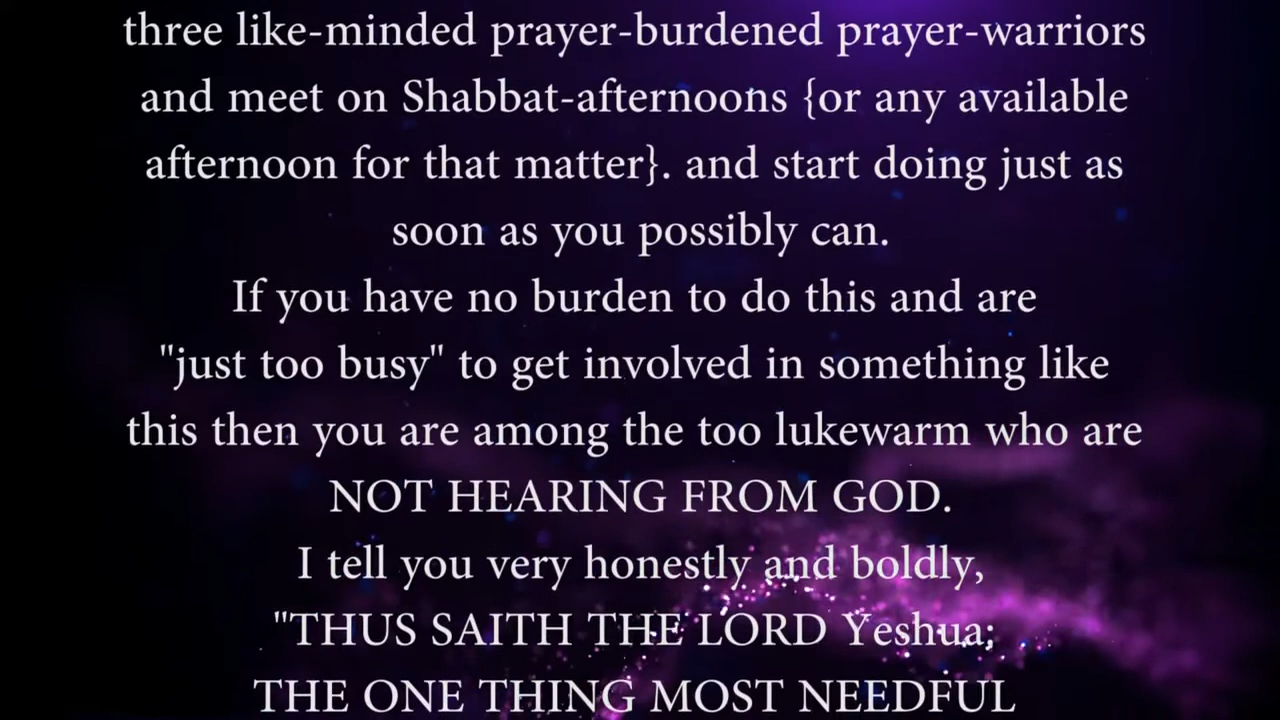 three like-minded prayer-burdened prayer-warriors
and meet on Shabbat-afternoons {or any available
afternoon for that matter}. and start doing just as
soon as you possibly can.
If you have no burden to do this and are
"just too busy" to get involved in something like
this then you are among the too lukewarm who are
NOT HEARING FROM GOD.
I tell you very honestly and boldly,
"THUS SAITH THE LORD Yeshua;
THE ONE THING MOST NEEDFUL